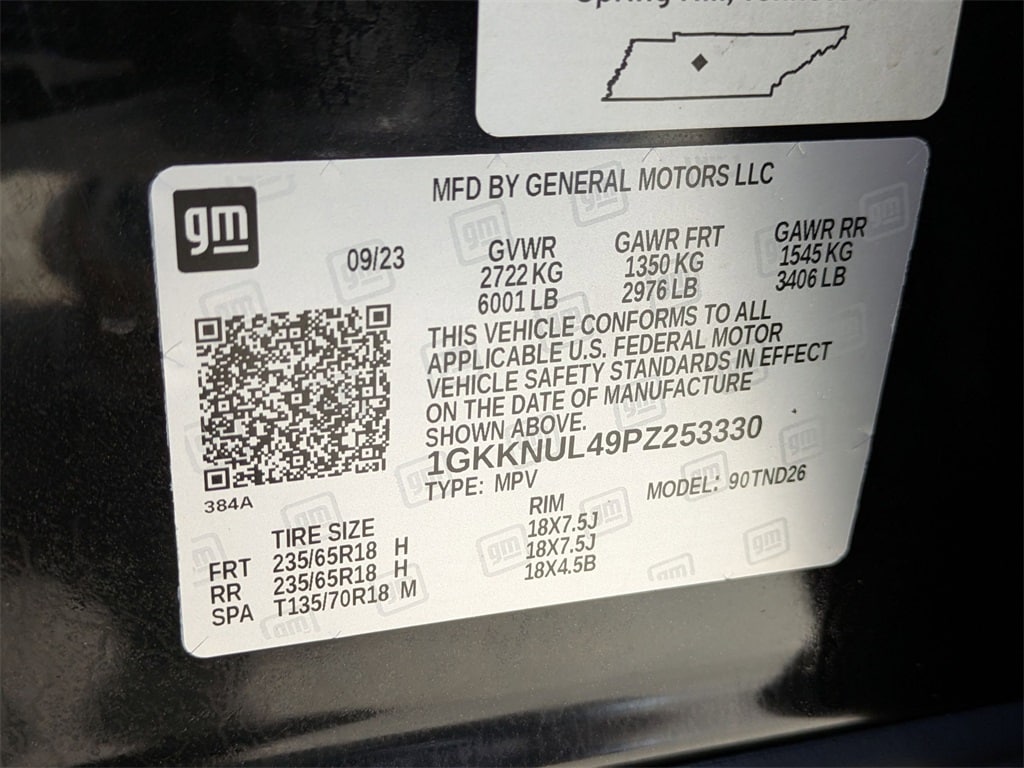 Spring Hill,
gm
MFD BY GENERAL MOTORS LLC
09/23
GVWR GAWR FRT GAWR RR
2722 KG 1350 KG 1545 KG
6001 LB 2976 LB 3406 LB
THIS VEHICLE CONFORMS TO ALL
APPLICABLE U.S. FEDERAL MOTOR
VEHICLE SAFETY STANDARDS IN EFFECT
ON THE DATE OF MANUFACTURE
SHOWN ABOVE.
1GKKNUL49PZ253330
TYPE: MPV MODEL: 90TND26
384A
TIRE SIZE RIM
FRT 235/65R18 H 18X7.5J
RR 235/65R18 H 18X7.5J
SPA T135/70R18 M 18X4.5B